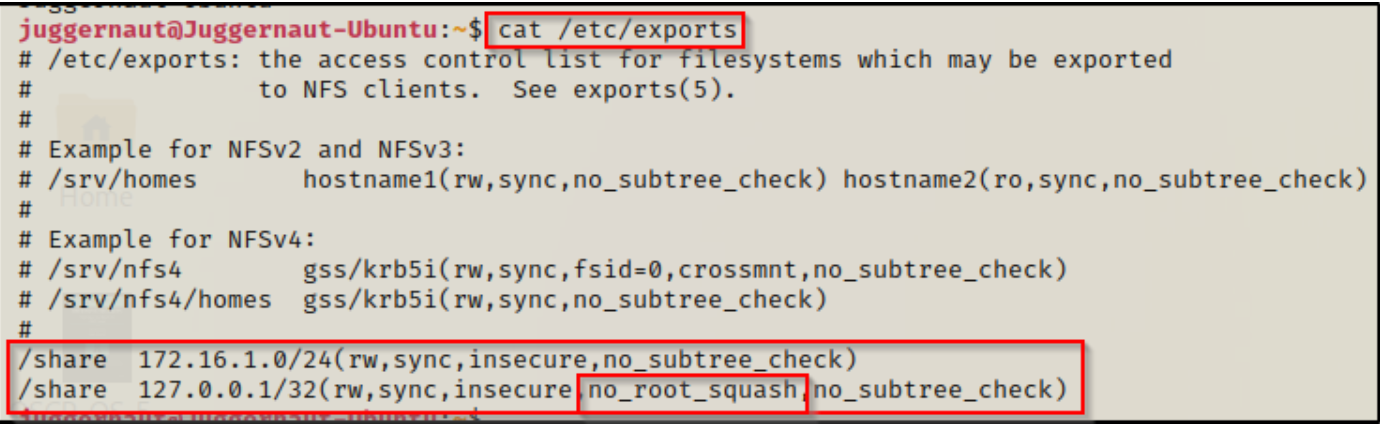 juggernaut@Juggernaut-Ubuntu:~$ cat /etc/exports
# /etc/exports: the access control list for filesystems which may be exported
#               to NFS clients.  See exports(5).
#
# Example for NFSv2 and NFSv3:
# /srv/homes       hostname1(rw,sync,no_subtree_check) hostname2(ro,sync,no_subtree_check)
Home
#
# Example for NFSv4:
# /srv/nfs4        gss/krb5i(rw,sync,fsid=0,crossmnt,no_subtree_check)
# /srv/nfs4/homes  gss/krb5i(rw,sync,no_subtree_check)
#
/share  172.16.1.0/24(rw,sync,insecure,no_subtree_check)
/share  127.0.0.1/32(rw,sync,insecure,no_root_squash,no_subtree_check)